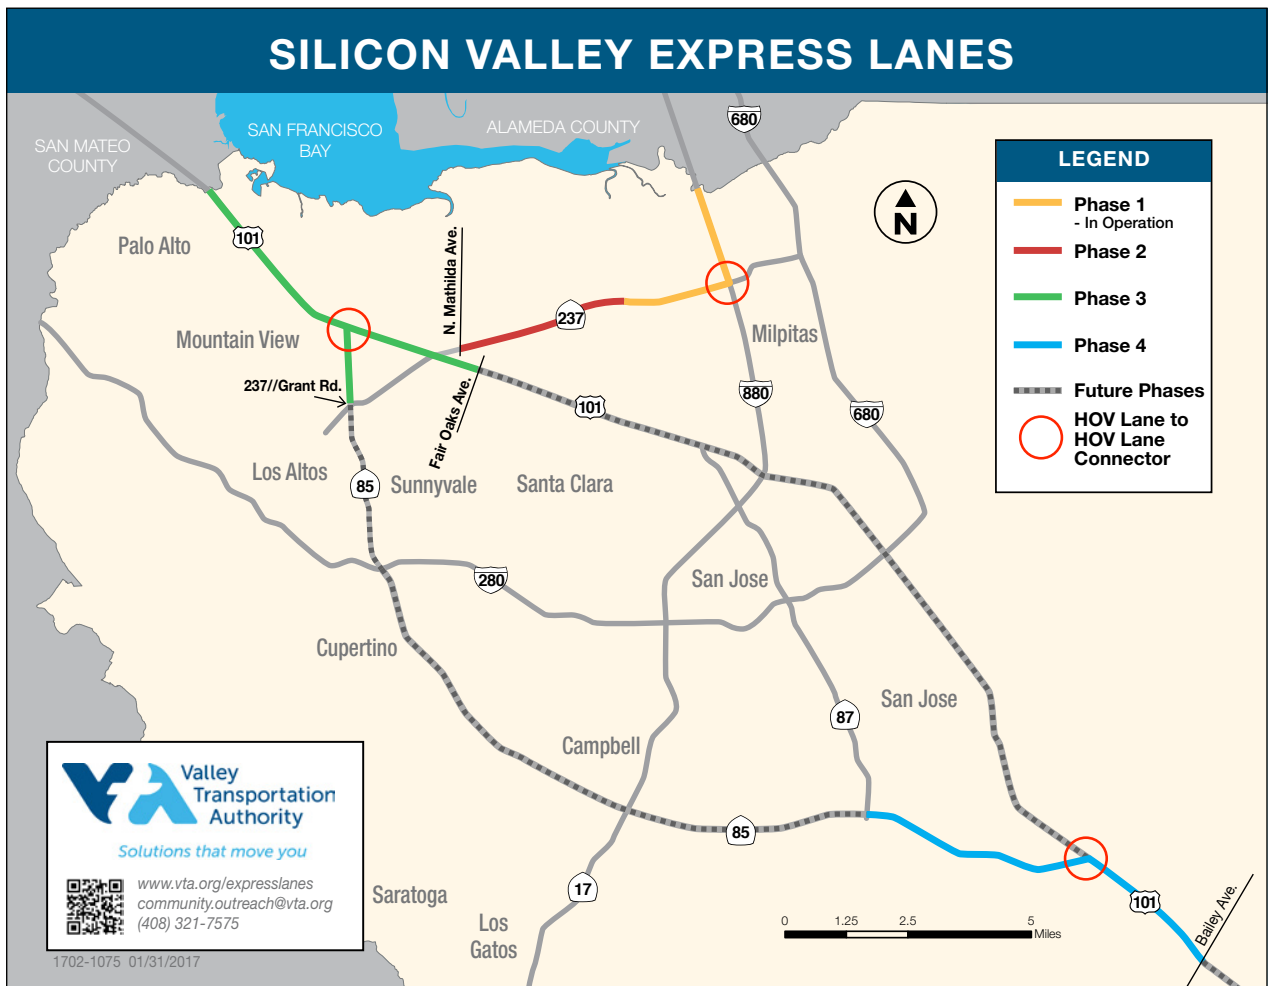 SILICON VALLEY EXPRESS LANES
SAN MATEO
COUNTY
SAN FRANCISCO
BAY
ALAMEDA COUNTY
680
LEGEND
Phase 1
- In Operation
Phase 2
Phase 3
Phase 4
Future Phases
HOV Lane to
HOV Lane
Connector
N
Palo Alto
101
N. Mathilda Ave.
237
Mountain View
Milpitas
237//Grant Rd.
Fair Oaks Ave.
101
880
680
Los Altos
85
Sunnyvale
Santa Clara
280
San Jose
Cupertino
San Jose
87
Campbell
85
17
Saratoga
Los
Gatos
101
Bailey Ave.
0 1.25 2.5 5
Miles
Valley
Transportation
Authority
Solutions that move you
www.vta.org/expresslanes
community.outreach@vta.org
(408) 321-7575
1702-1075 01/31/2017